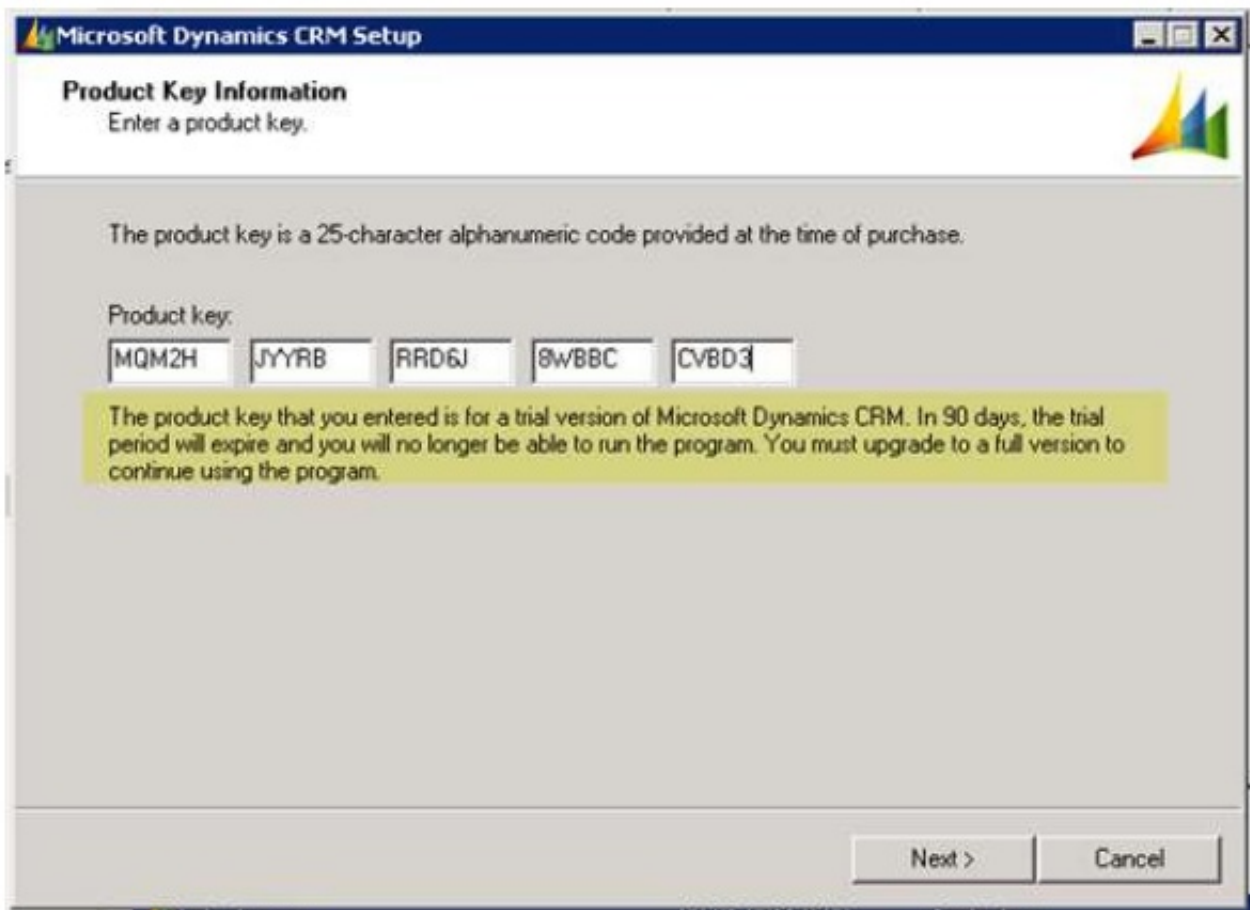 Microsoft Dynamics CRM Setup
Product Key Information
Enter a product key.
The product key is a 25-character alphanumeric code provided at the time of purchase.
Product key:
MQM2H JYYRB RRD6J 8WBBC CVBD3
The product key that you entered is for a trial version of Microsoft Dynamics CRM. In 90 days, the trial
period will expire and you will no longer be able to run the program. You must upgrade to a full version to
continue using the program.
Next > Cancel